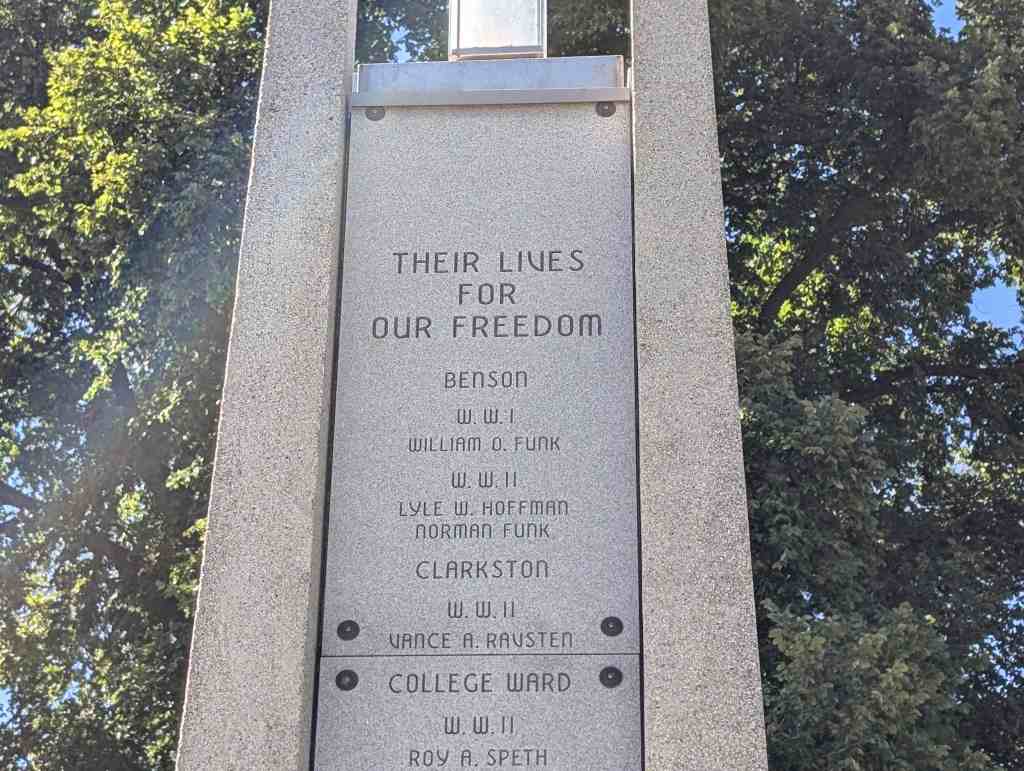 THEIR LIVES
FOR
OUR FREEDOM
BENSON
W. W. I
WILLIAM O. FUNK
W. W. II
LYLE W. HOFFMAN
NORMAN FUNK
CLARKSTON
W. W. II
VANCE A. RAVSTEN
COLLEGE WARD
W. W. II
ROY A. SPETH